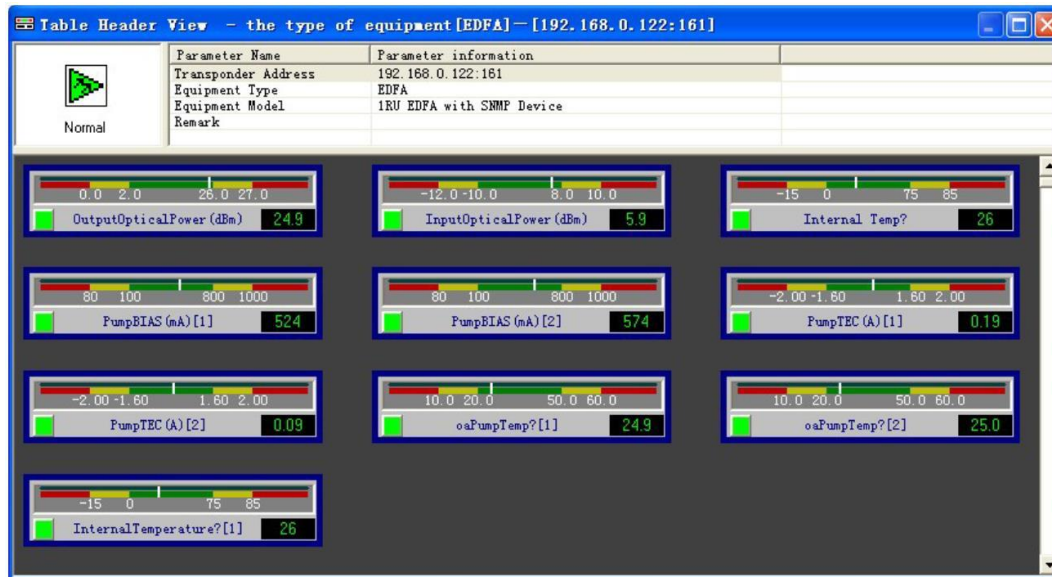 Table Header View - the type of equipment[EDFA]—[192.168.0.122:161]
Normal
Parameter Name Parameter information
Transponder Address 192.168.0.122:161
Equipment Type EDFA
Equipment Model 1RU EDFA with SNMP Device
Remark
0.0 2.0 26.0 27.0
OutputOpticalPower(dBm) 24.9
-12.0 -10.0 8.0 10.0
InputOpticalPower(dBm) 5.9
-15 0 75 85
Internal Temp? 26
80 100 800 1000
PumpBIAS(mA)[1] 524
80 100 800 1000
PumpBIAS(mA)[2] 574
-2.00 -1.60 1.60 2.00
PumpTEC(A)[1] 0.19
-2.00 -1.60 1.60 2.00
PumpTEC(A)[2] 0.09
10.0 20.0 50.0 60.0
oaPumpTemp?[1] 24.9
10.0 20.0 50.0 60.0
oaPumpTemp?[2] 25.0
-15 0 75 85
InternalTemperature?[1] 26